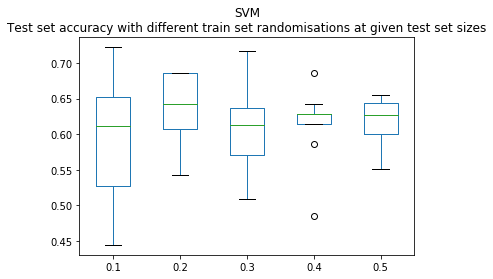 SVM
Test set accuracy with different train set randomisations at given test set sizes
0.70
0.65
0.60
0.55
0.50
0.45
0.1 0.2 0.3 0.4 0.5